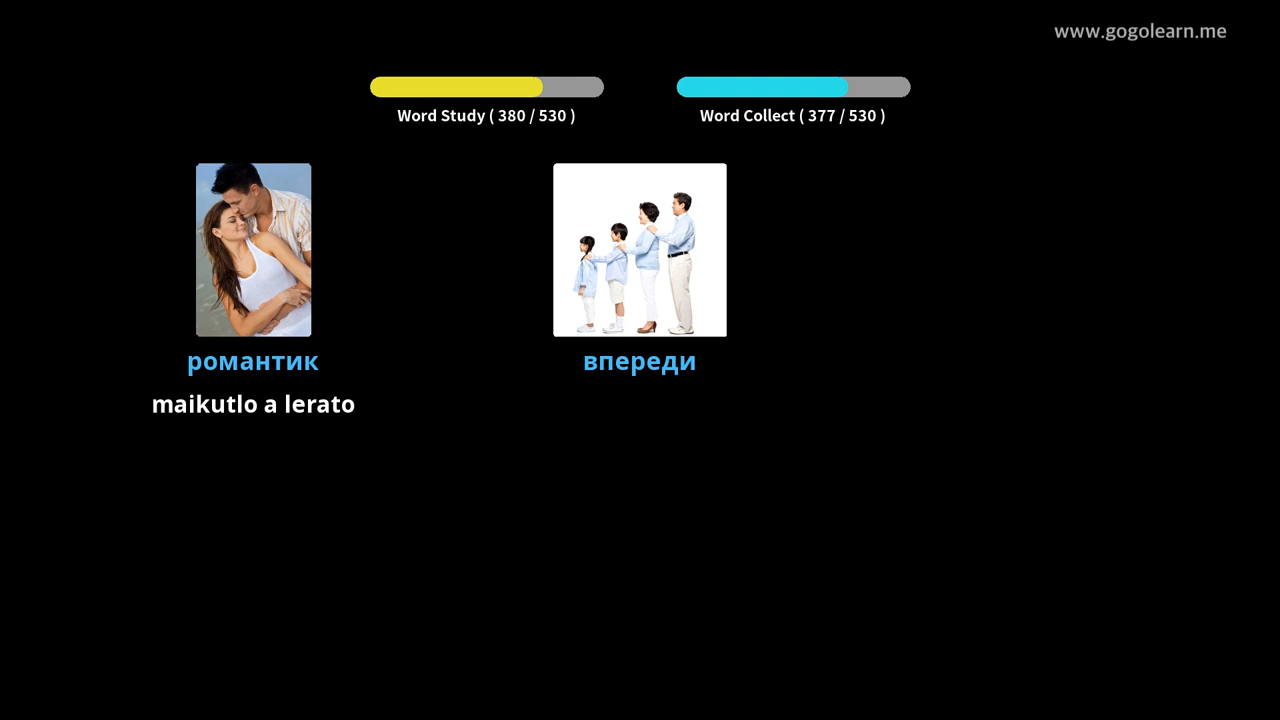 www.gogolearn.me
Word Study ( 380 / 530 )
Word Collect ( 377 / 530 )
романтик
впереди
maikutlo a lerato